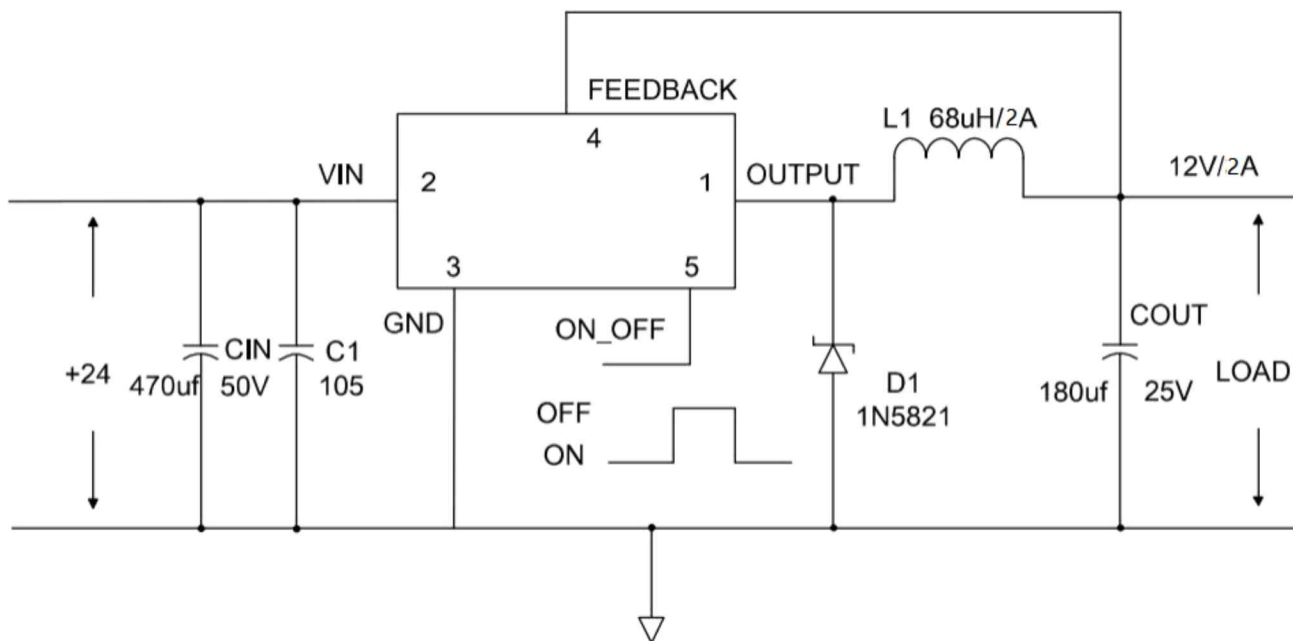 FEEDBACK
4
L1 68uH/2A
VIN
2
1
OUTPUT
12V/2A
3
5
GND
ON_OFF
COUT
CIN
C1
+24
470uf 50V
105
D1
1N5821
180uf 25V
LOAD
OFF
ON